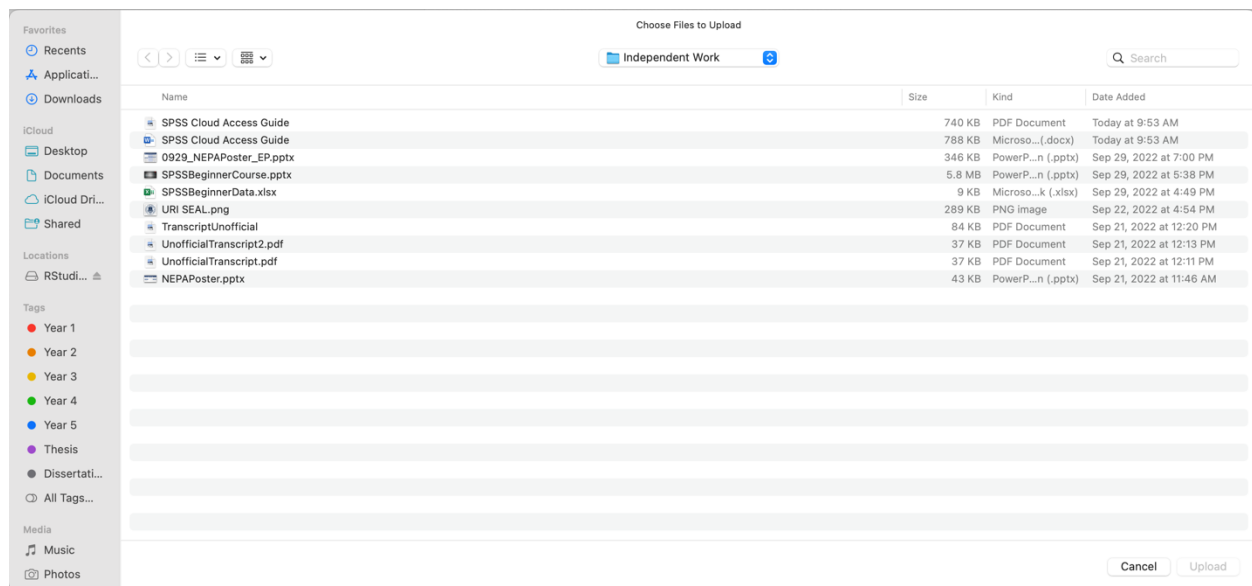 Choose Files to Upload
Favorites
Recents
Applicati...
Downloads
iCloud
Desktop
Documents
iCloud Dri...
Shared
Locations
RStudi...
Tags
Year 1
Year 2
Year 3
Year 4
Year 5
Thesis
Dissertati...
All Tags...
Media
Music
Photos
Independent Work
Search
Name Size Kind Date Added
SPSS Cloud Access Guide 740 KB PDF Document Today at 9:53 AM
SPSS Cloud Access Guide 788 KB Microso...(.docx) Today at 9:53 AM
0929_NEPAPoster_EP.pptx 346 KB PowerP...n (.pptx) Sep 29, 2022 at 7:00 PM
SPSSBeginnerCourse.pptx 5.8 MB PowerP...n (.pptx) Sep 29, 2022 at 5:38 PM
SPSSBeginnerData.xlsx 9 KB Microso...k (.xlsx) Sep 29, 2022 at 4:49 PM
URI SEAL.png 289 KB PNG image Sep 22, 2022 at 4:54 PM
TranscriptUnofficial 84 KB PDF Document Sep 21, 2022 at 12:20 PM
UnofficialTranscript2.pdf 37 KB PDF Document Sep 21, 2022 at 12:13 PM
UnofficialTranscript.pdf 37 KB PDF Document Sep 21, 2022 at 12:11 PM
NEPAPoster.pptx 43 KB PowerP...n (.pptx) Sep 21, 2022 at 11:46 AM
Cancel Upload